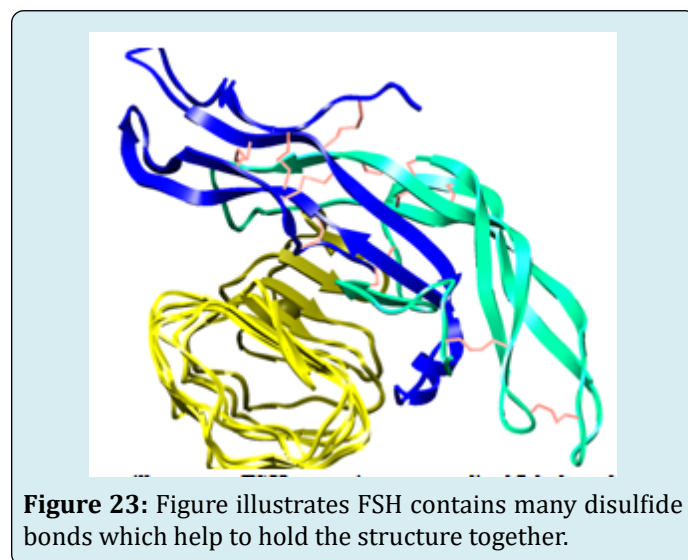 Figure 23: Figure illustrates FSH contains many disulfide
bonds which help to hold the structure together.